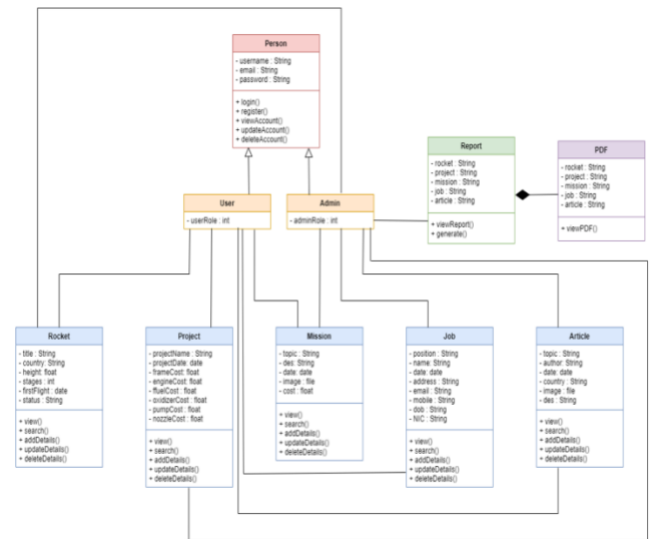 Person
- username : String
- email : String
- password : String
+ login()
+ register()
+ viewAccount()
+ updateAccount()
+ deleteAccount()
Report
- rocket : String
- project : String
- mission : String
- job : String
- article : String
+ viewReport()
+ generate()
PDF
- rocket : String
- project : String
- mission : String
- job : String
- article : String
+ viewPDF()
User
- userRole : int
Admin
- adminRole : int
Rocket
- title : String
- country: String
- height: float
- stages : int
- firstFlight : date
- status : String
+ view()
+ search()
+ addDetails()
+ updateDetails()
+ deleteDetails()
Project
- projectName : String
- projectDate: date
- frameCost: float
- engineCost: float
- ffuelCost : float
- oxidizerCost : float
- pumpCost : float
- nozzleCost : float
+ view()
+ search()
+ addDetails()
+ updateDetails()
+ deleteDetails()
Mission
- topic : String
- des: String
- date: date
- image : file
- cost : float
+ view()
+ search()
+ addDetails()
+ updateDetails()
+ deleteDetails()
Job
- position : String
- name: String
- date: date
- address : String
- email : String
- mobile : String
- dob : String
- NIC : String
+ view()
+ search()
+ addDetails()
+ updateDetails()
+ deleteDetails()
Article
- topic : String
- author: String
- date: date
- country : String
- image : file
- des : String
+ view()
+ search()
+ addDetails()
+ updateDetails()
+ deleteDetails()